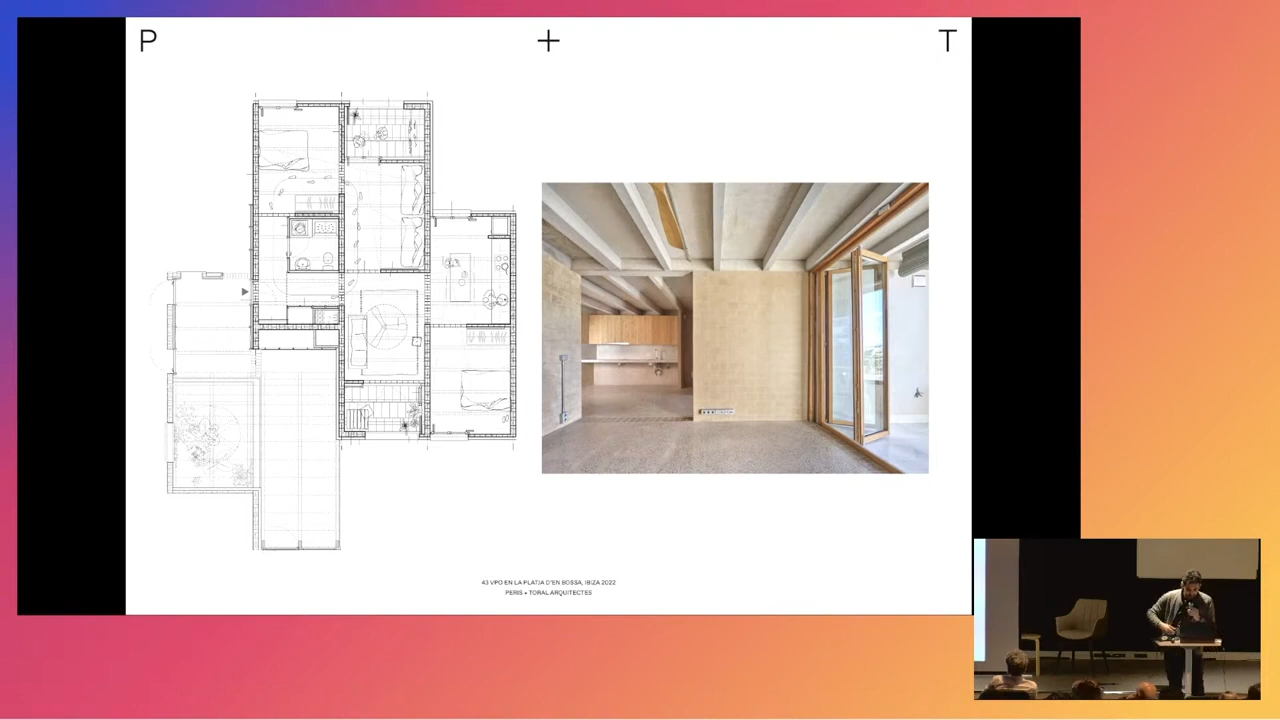 P + T
43 VPO EN LA PLATJA D'EN BOSSA, IBIZA 2022
PERIS + TORAL ARQUITECTES